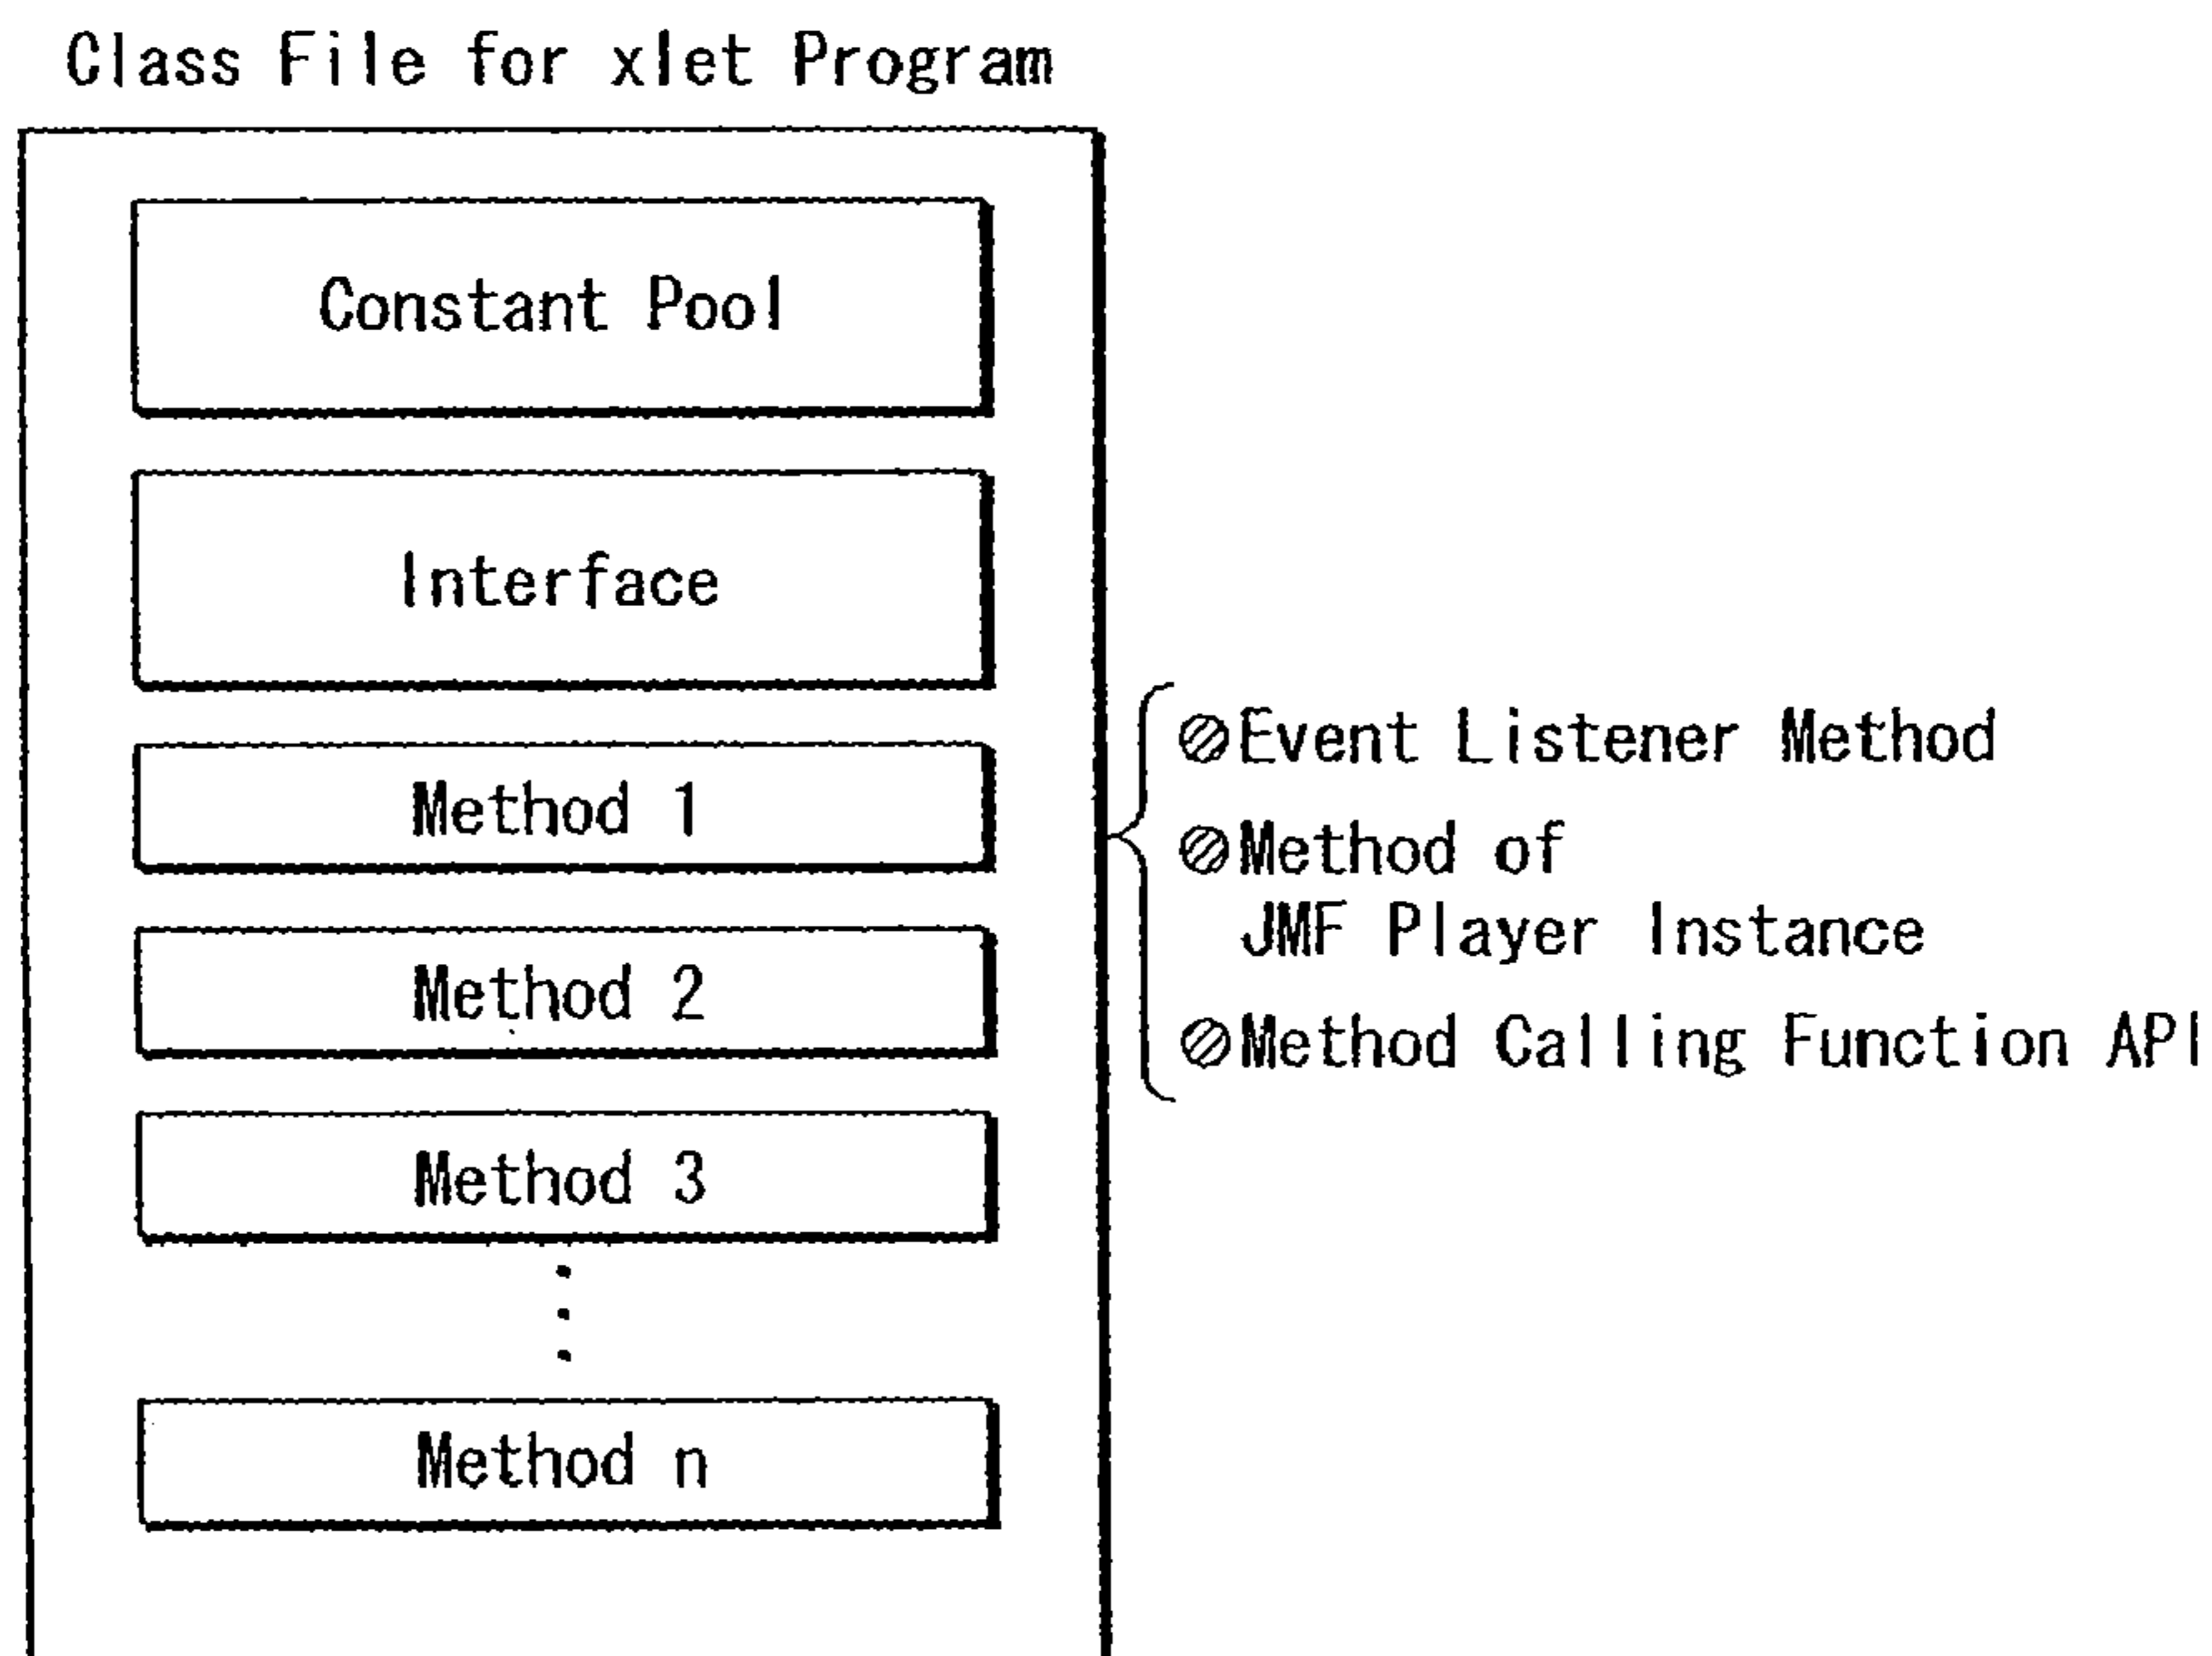 Class File for xlet Program
Constant Pool
Interface
Method 1
Method 2
Method 3
Method n
Event Listener Method
Method of
JMF Player Instance
Method Calling Function API